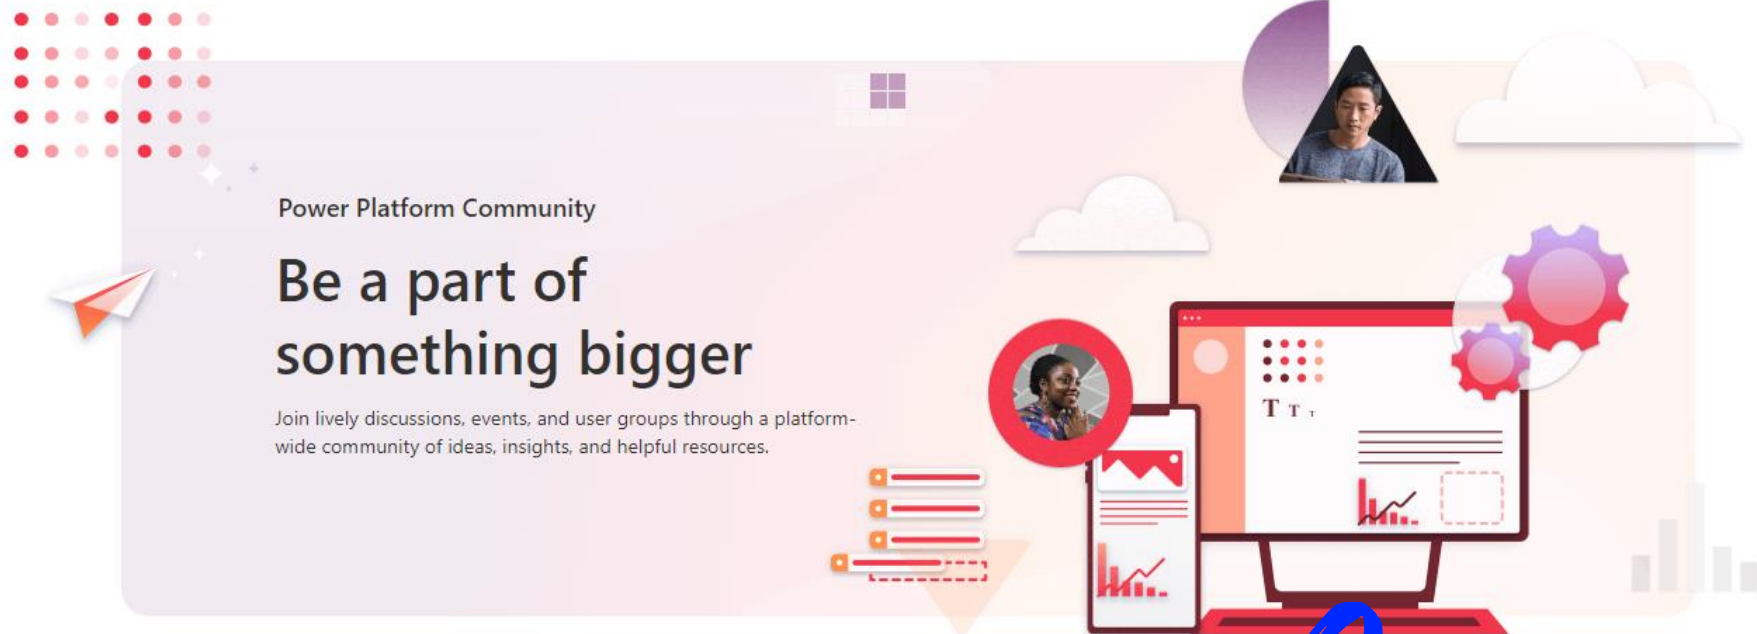 Power Platform Community
Be a part of
something bigger
Join lively discussions, events, and user groups through a platform-
wide community of ideas, insights, and helpful resources.
T T T